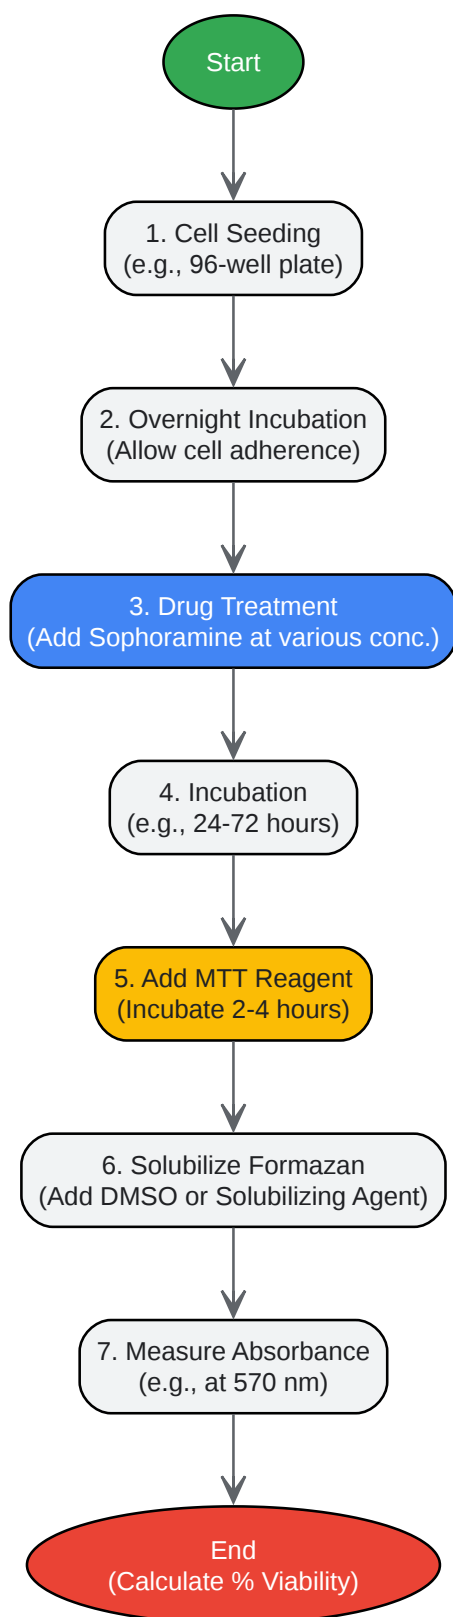 Start
1. Cell Seeding
(e.g., 96-well plate)
2. Overnight Incubation
(Allow cell adherence)
3. Drug Treatment
(Add Sophoramine at various conc.)
4. Incubation
(e.g., 24-72 hours)
5. Add MTT Reagent
(Incubate 2-4 hours)
6. Solubilize Formazan
(Add DMSO or Solubilizing Agent)
7. Measure Absorbance
(e.g., at 570 nm)
End
(Calculate % Viability)